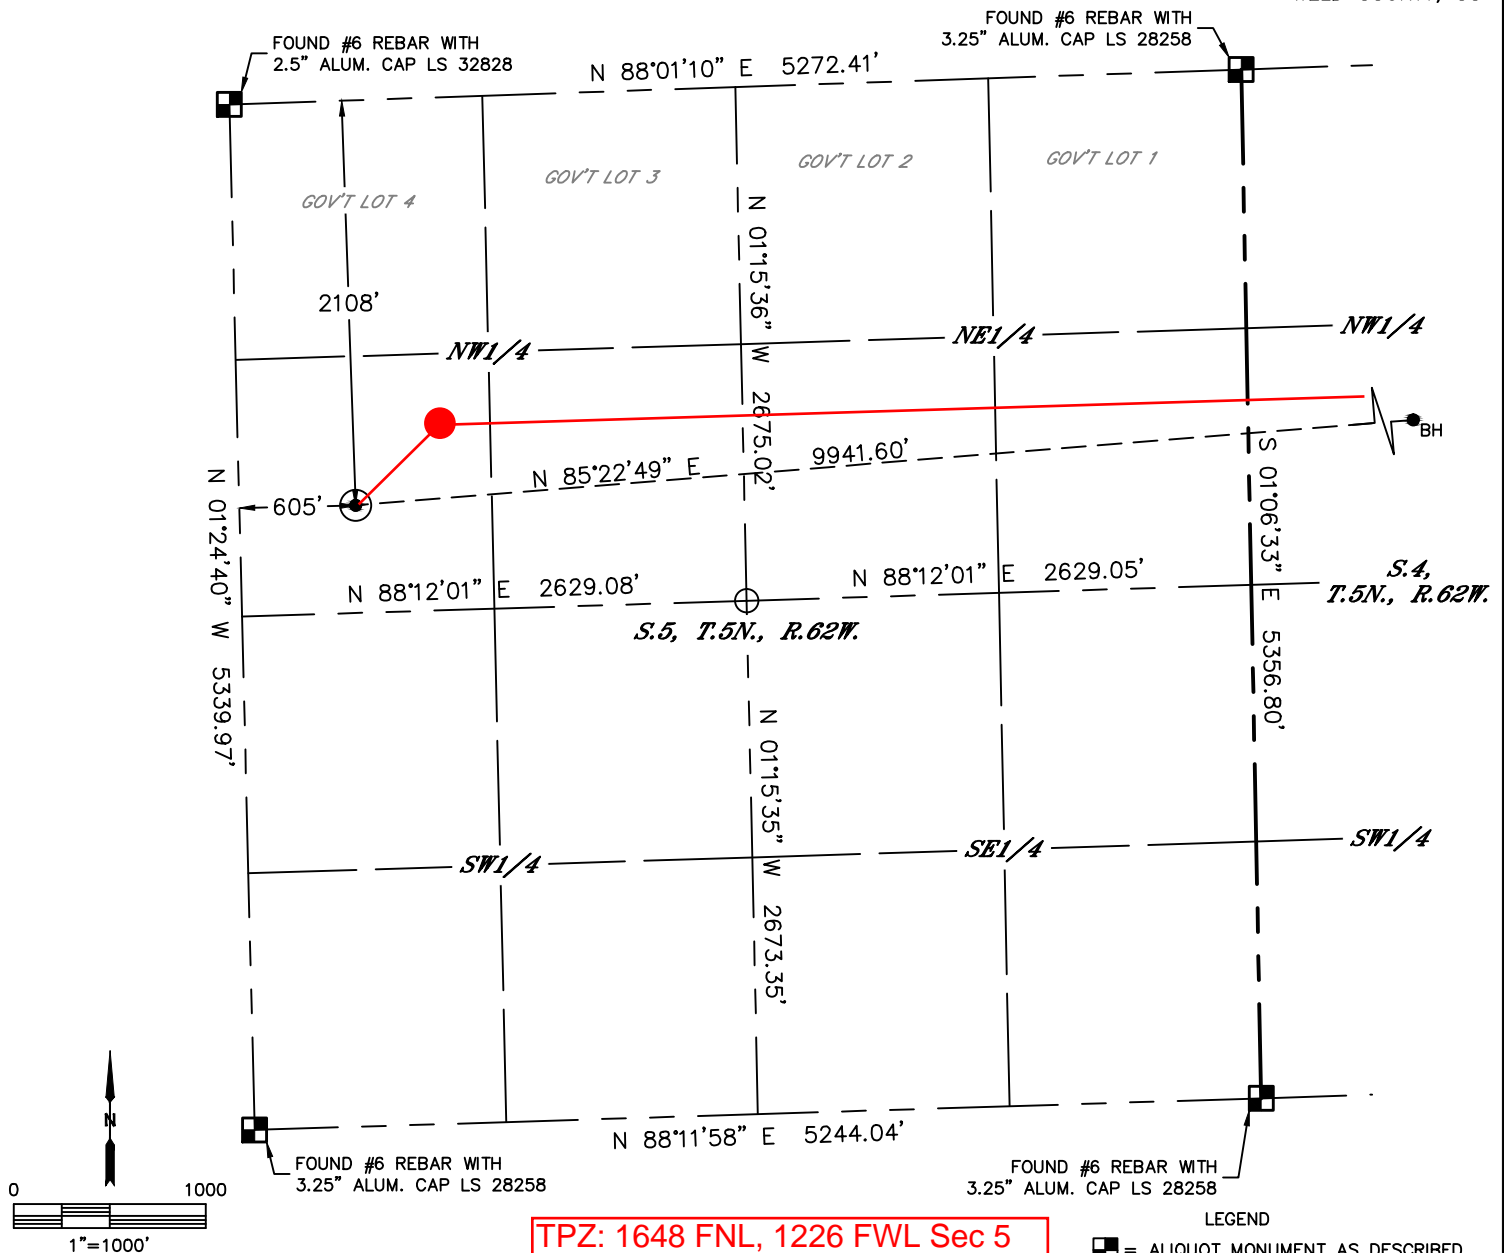 FOUND #6 REBAR WITH
2.5" ALUM. CAP LS 32828
FOUND #6 REBAR WITH
3.25" ALUM. CAP LS 28258
N 88°01'10" E 5272.41'
GOV'T LOT 4
GOV'T LOT 3
GOV'T LOT 2
GOV'T LOT 1
N 01°15'36" W 2675.02'
2108'
NW1/4
NE1/4
NW1/4
BH
N 85°22'49" E 9941.60'
605'
N 01°24'40" W 5339.97'
S 01°06'33" E 5356.80'
N 88°12'01" E 2629.08'
N 88°12'01" E 2629.05'
S.4,
T.5N., R.62W.
S.5, T.5N., R.62W.
N 01°15'35" W 2673.35'
SW1/4
SE1/4
SW1/4
N
N 88°11'58" E 5244.04'
FOUND #6 REBAR WITH
3.25" ALUM. CAP LS 28258
FOUND #6 REBAR WITH
3.25" ALUM. CAP LS 28258
0 1000
1"=1000'
TPZ: 1648 FNL, 1226 FWL Sec 5
LEGEND
= ALIQUOT MONUMENT AS DESCRIBED